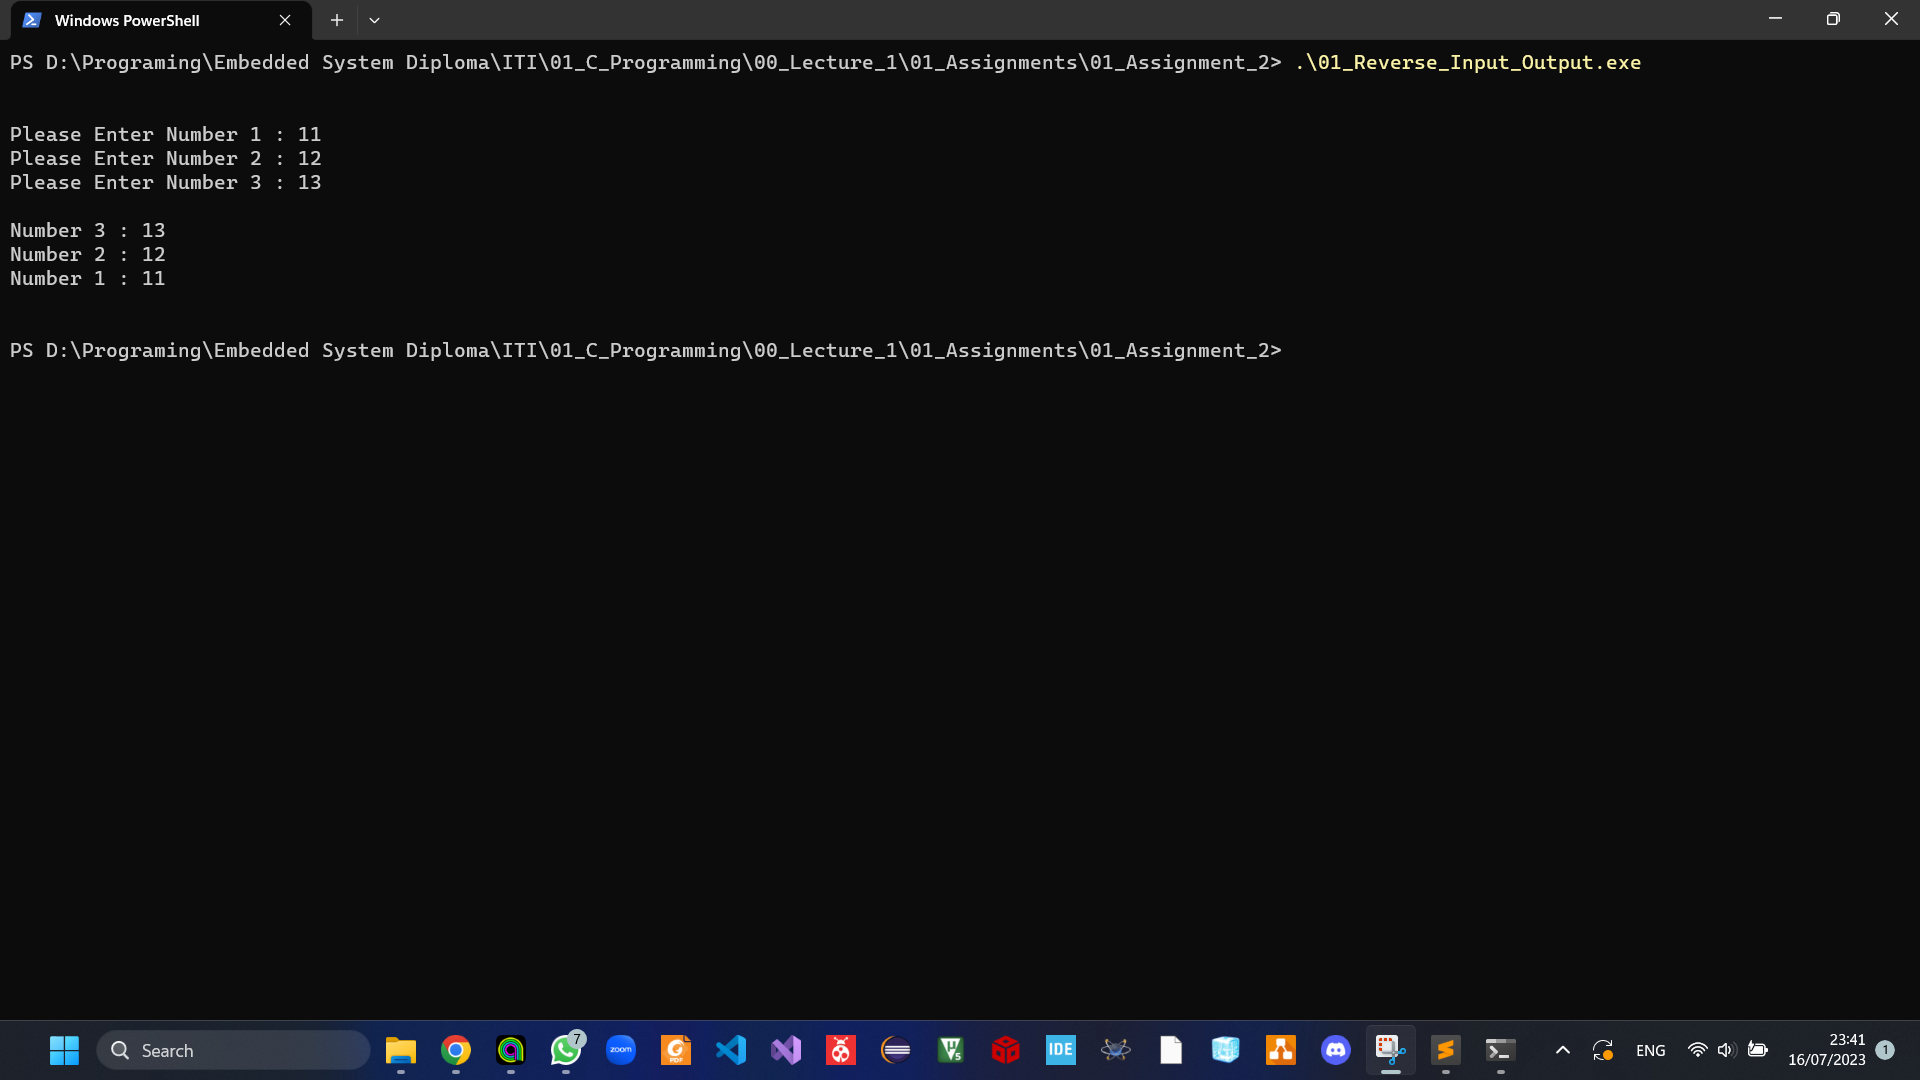 Windows PowerShell
PS D:\Programing\Embedded System Diploma\ITI\01_C_Programming\00_Lecture_1\01_Assignments\01_Assignment_2> .\01_Reverse_Input_Output.exe
Please Enter Number 1 : 11
Please Enter Number 2 : 12
Please Enter Number 3 : 13
Number 3 : 13
Number 2 : 12
Number 1 : 11
PS D:\Programing\Embedded System Diploma\ITI\01_C_Programming\00_Lecture_1\01_Assignments\01_Assignment_2>
Search
7
zoom
PDF
V5
IDE
ENG
23:41
16/07/2023
1